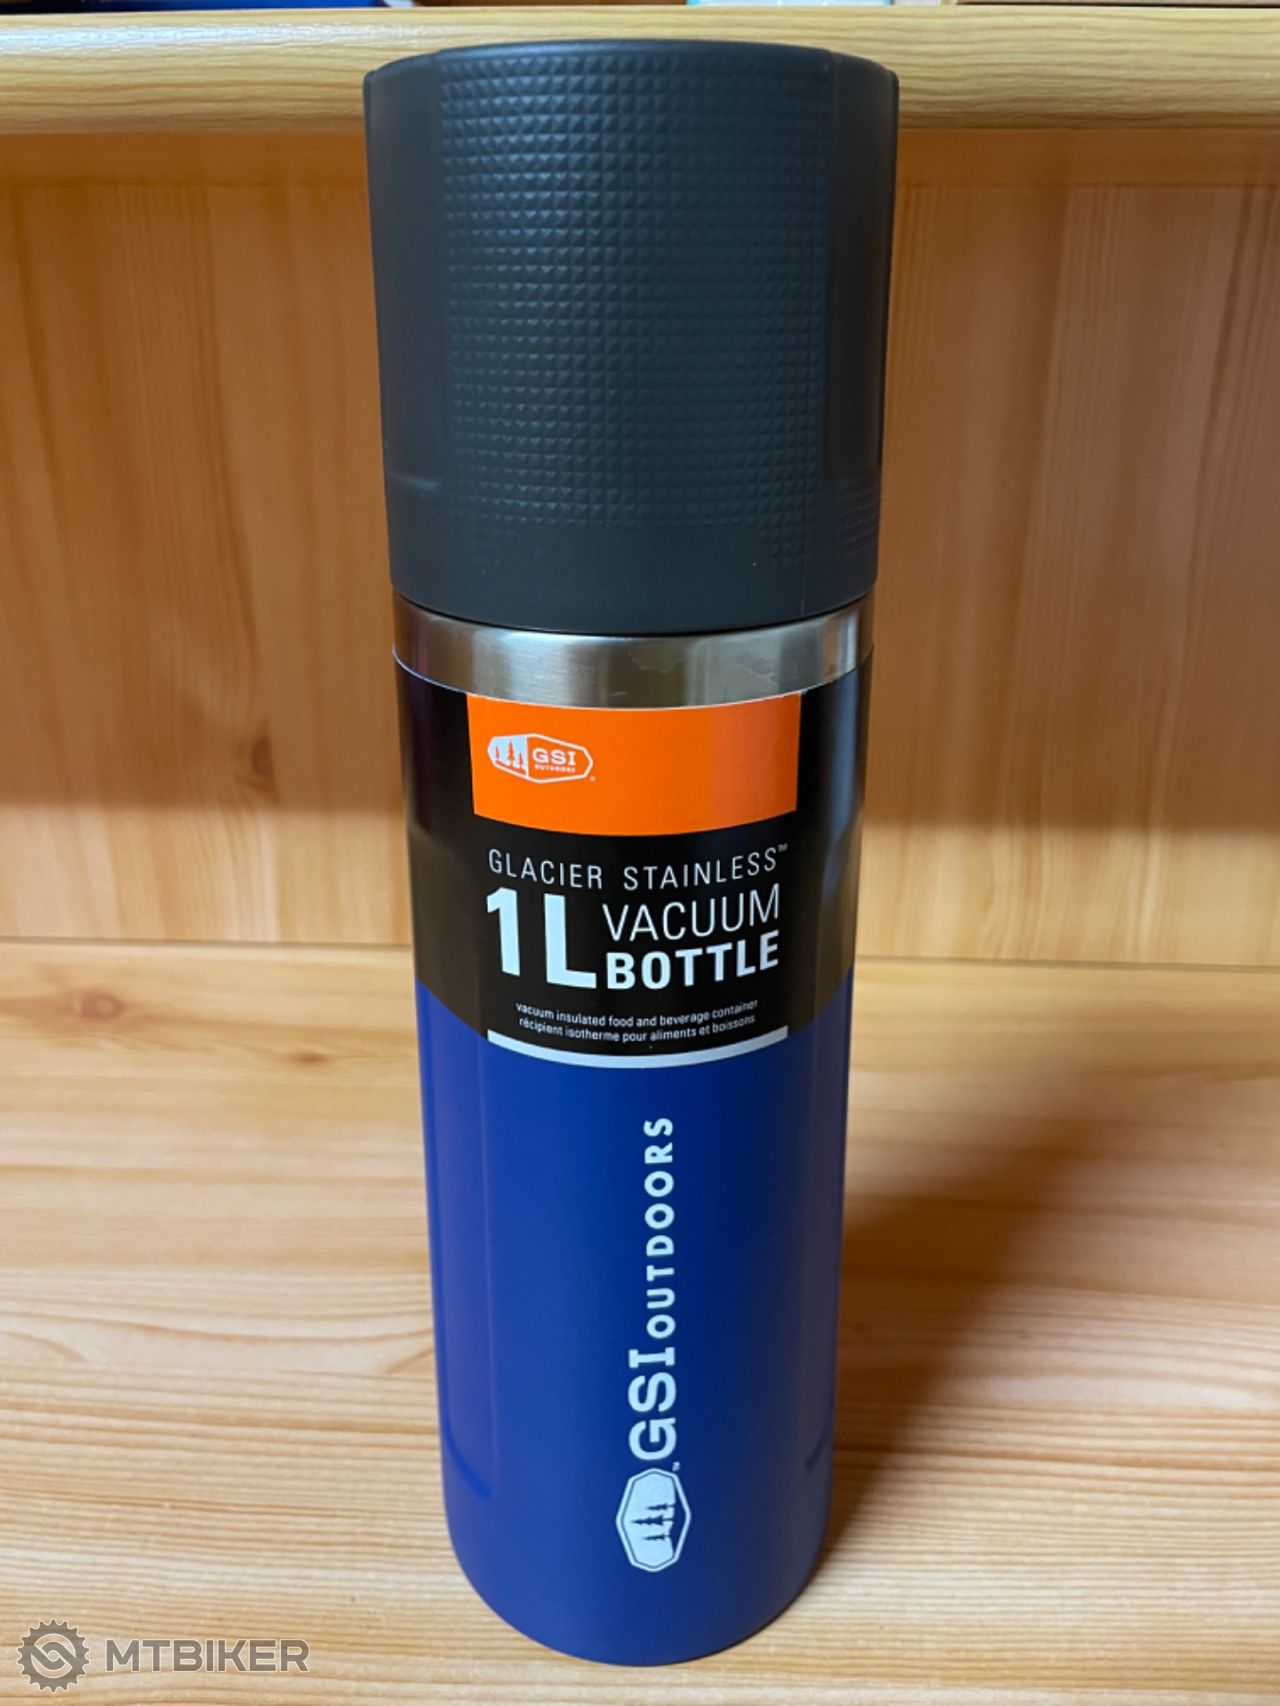 GSI
OUTDOORS
GLACIER STAINLESS™
1L VACUUM
BOTTLE
vacuum insulated food and beverage container
récipient isotherme pour aliments et boissons
GSI OUTDOORS™
MTBIKER